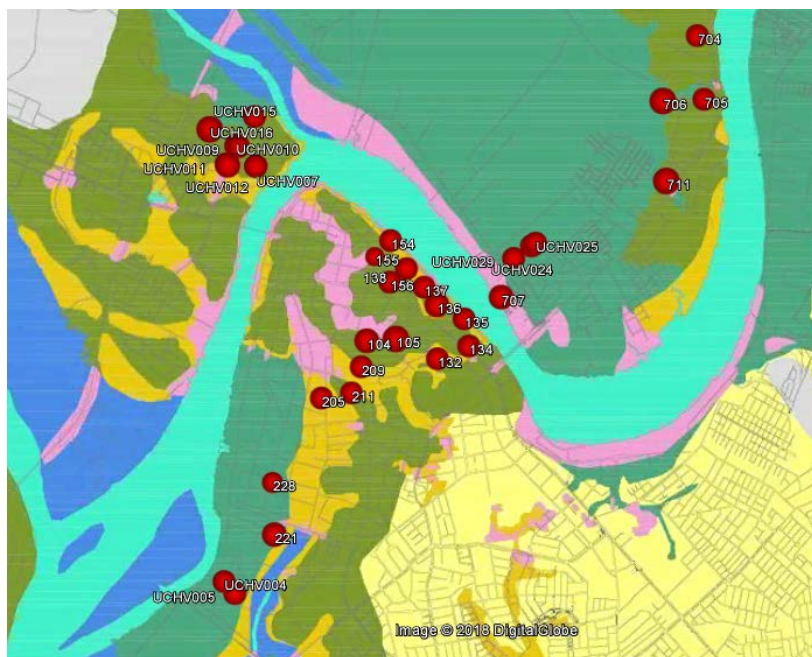 704
706
705
UCHV015
UCHV016
UCHV009
UCHV010
UCHV011
UCHV012
UCHV007
711
154
155
UCHV025
UCHV029
UCHV024
138
156
137
707
136
135
104
105
134
132
209
205
211
228
221
UCHV004
UCHV005
Image © 2018 DigitalGlobe